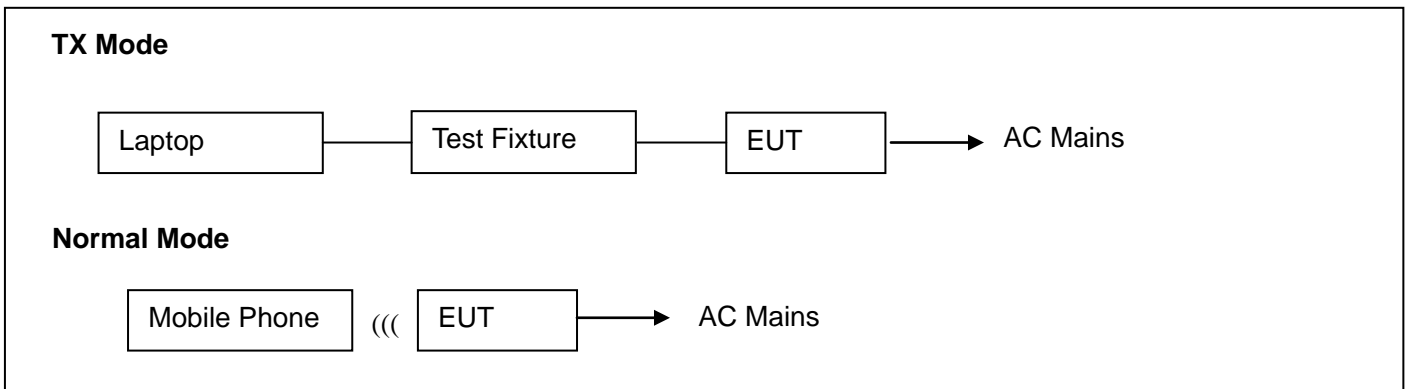 TX Mode
Laptop Test Fixture EUT AC Mains
Normal Mode
Mobile Phone ((( EUT AC Mains